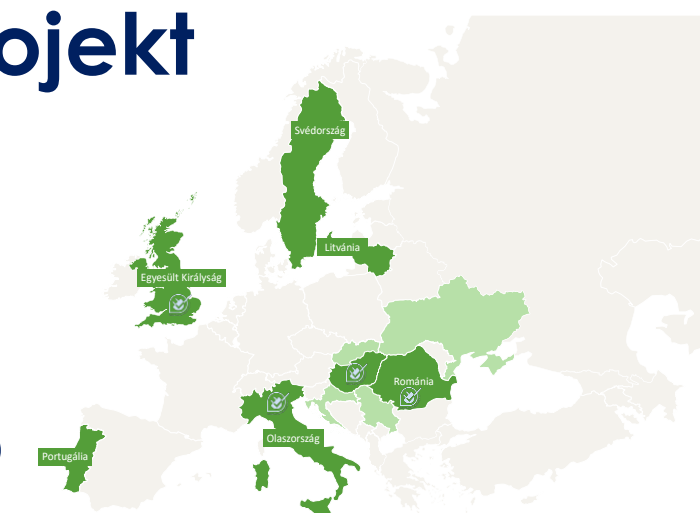 ojekt
Svédország
Litvánia
Egyesült Királyság
Románia
Olaszország
Portugália